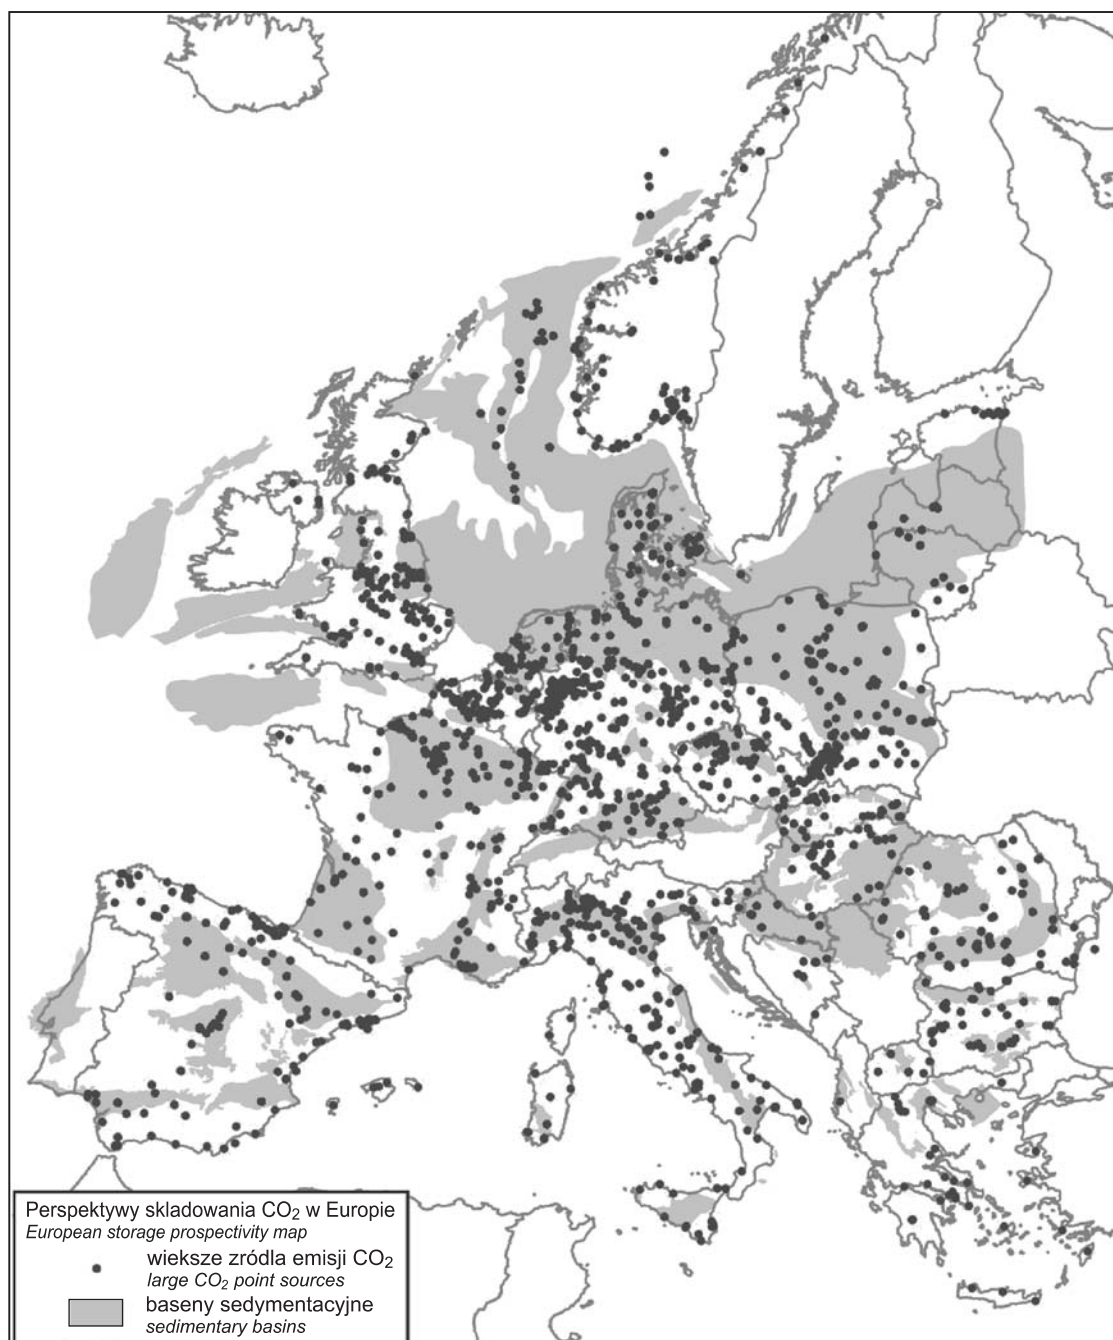 Perspektywy skladowania CO₂ w Europie
European storage prospectivity map
wieksze zródla emisji CO₂
large CO₂ point sources
baseny sedymentacyjne
sedimentary basins